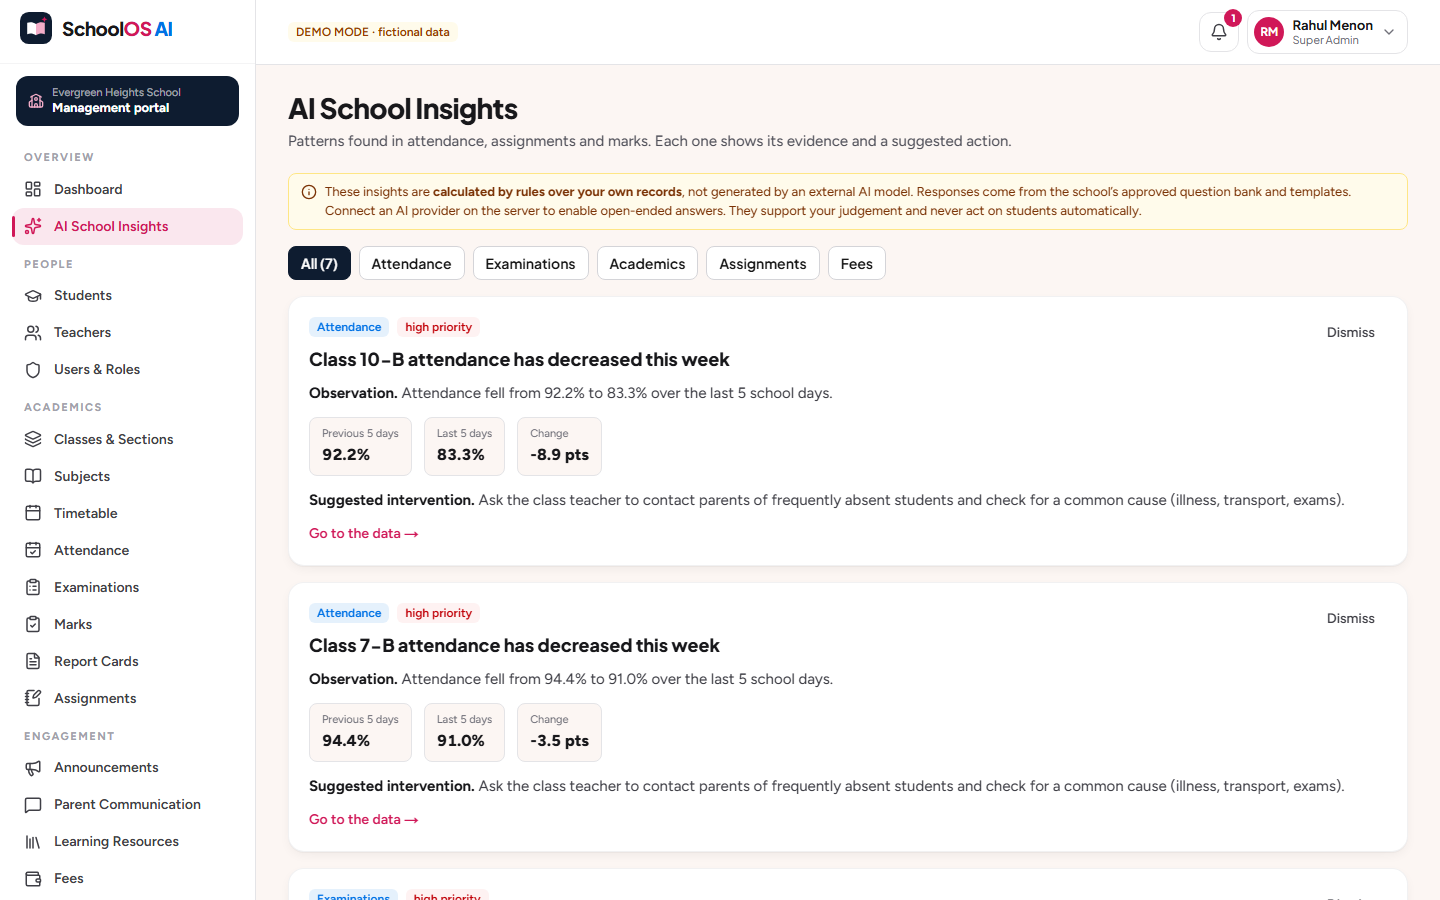 SchoolOS AI
Evergreen Heights School
Management portal
OVERVIEW
Dashboard
AI School Insights
PEOPLE
Students
Teachers
Users & Roles
ACADEMICS
Classes & Sections
Subjects
Timetable
Attendance
Examinations
Marks
Report Cards
Assignments
ENGAGEMENT
Announcements
Parent Communication
Learning Resources
Fees
DEMO MODE · fictional data
1
RM
Rahul Menon
Super Admin
AI School Insights
Patterns found in attendance, assignments and marks. Each one shows its evidence and a suggested action.
These insights are calculated by rules over your own records, not generated by an external AI model. Responses come from the school's approved question bank and templates.
Connect an AI provider on the server to enable open-ended answers. They support your judgement and never act on students automatically.
All (7) Attendance Examinations Academics Assignments Fees
Attendance high priority
Dismiss
Class 10-B attendance has decreased this week
Observation. Attendance fell from 92.2% to 83.3% over the last 5 school days.
Previous 5 days Last 5 days Change
92.2% 83.3% -8.9 pts
Suggested intervention. Ask the class teacher to contact parents of frequently absent students and check for a common cause (illness, transport, exams).
Go to the data →
Attendance high priority
Dismiss
Class 7-B attendance has decreased this week
Observation. Attendance fell from 94.4% to 91.0% over the last 5 school days.
Previous 5 days Last 5 days Change
94.4% 91.0% -3.5 pts
Suggested intervention. Ask the class teacher to contact parents of frequently absent students and check for a common cause (illness, transport, exams).
Go to the data →
Examinations high priority